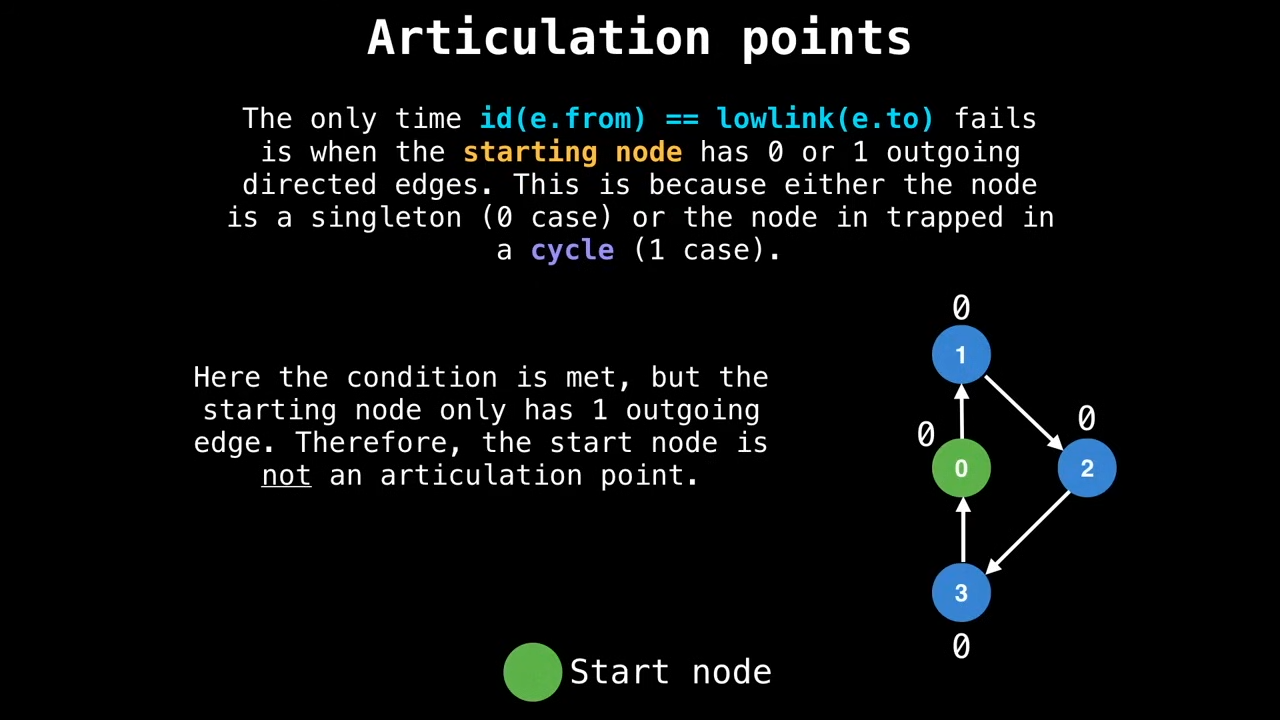 Articulation points
The only time id(e.from) == lowlink(e.to) fails
is when the starting node has 0 or 1 outgoing
directed edges. This is because either the node
is a singleton (0 case) or the node in trapped in
a cycle (1 case).
Here the condition is met, but the
starting node only has 1 outgoing
edge. Therefore, the start node is
not an articulation point.
0
1
0
0
0
2
3
0
Start node